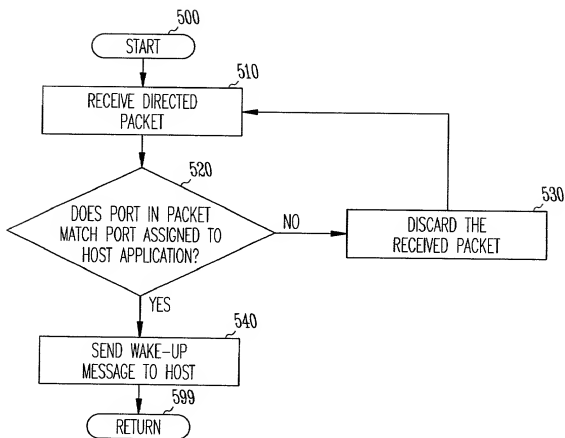 500
START
510
RECEIVE DIRECTED
PACKET
520
DOES PORT IN PACKET
MATCH PORT ASSIGNED TO
HOST APPLICATION?
NO
530
DISCARD THE
RECEIVED PACKET
YES
540
SEND WAKE-UP
MESSAGE TO HOST
599
RETURN